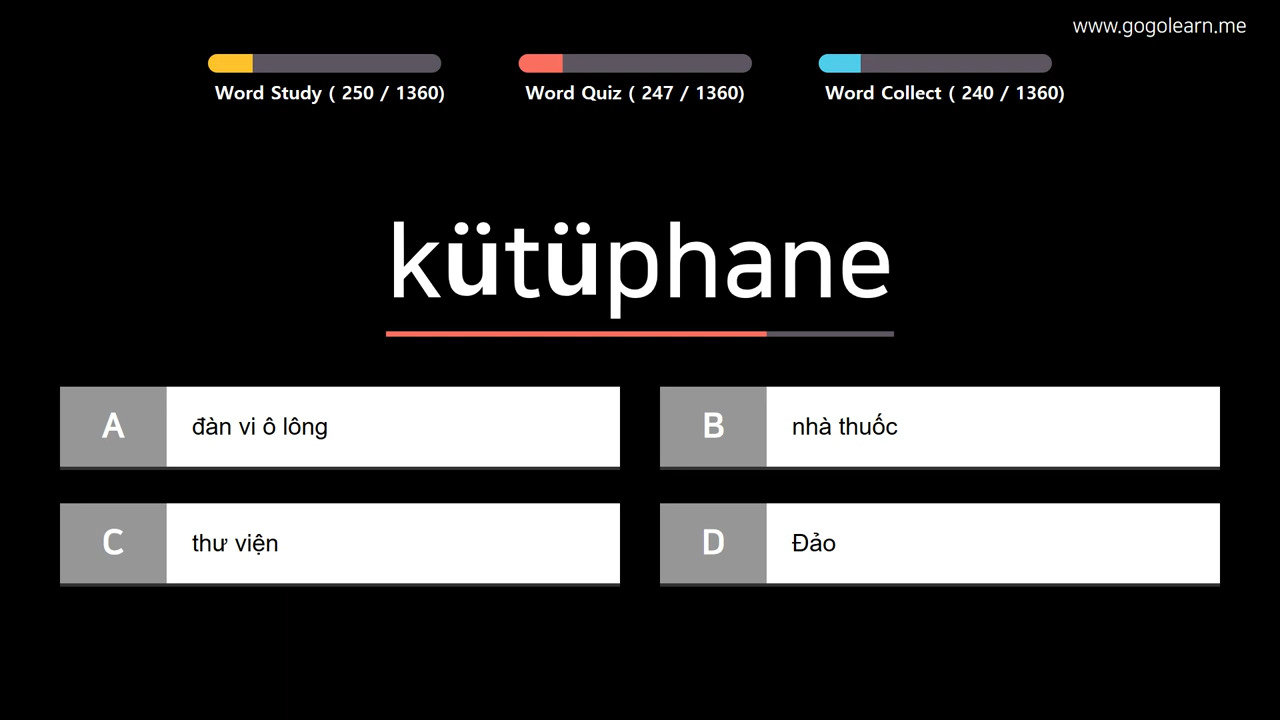 www.gogolearn.me
Word Study ( 250 / 1360)
Word Quiz ( 247 / 1360)
Word Collect ( 240 / 1360)
kütüphane
A đàn vi ô lông
B nhà thuốc
C thư viện
D Đảo